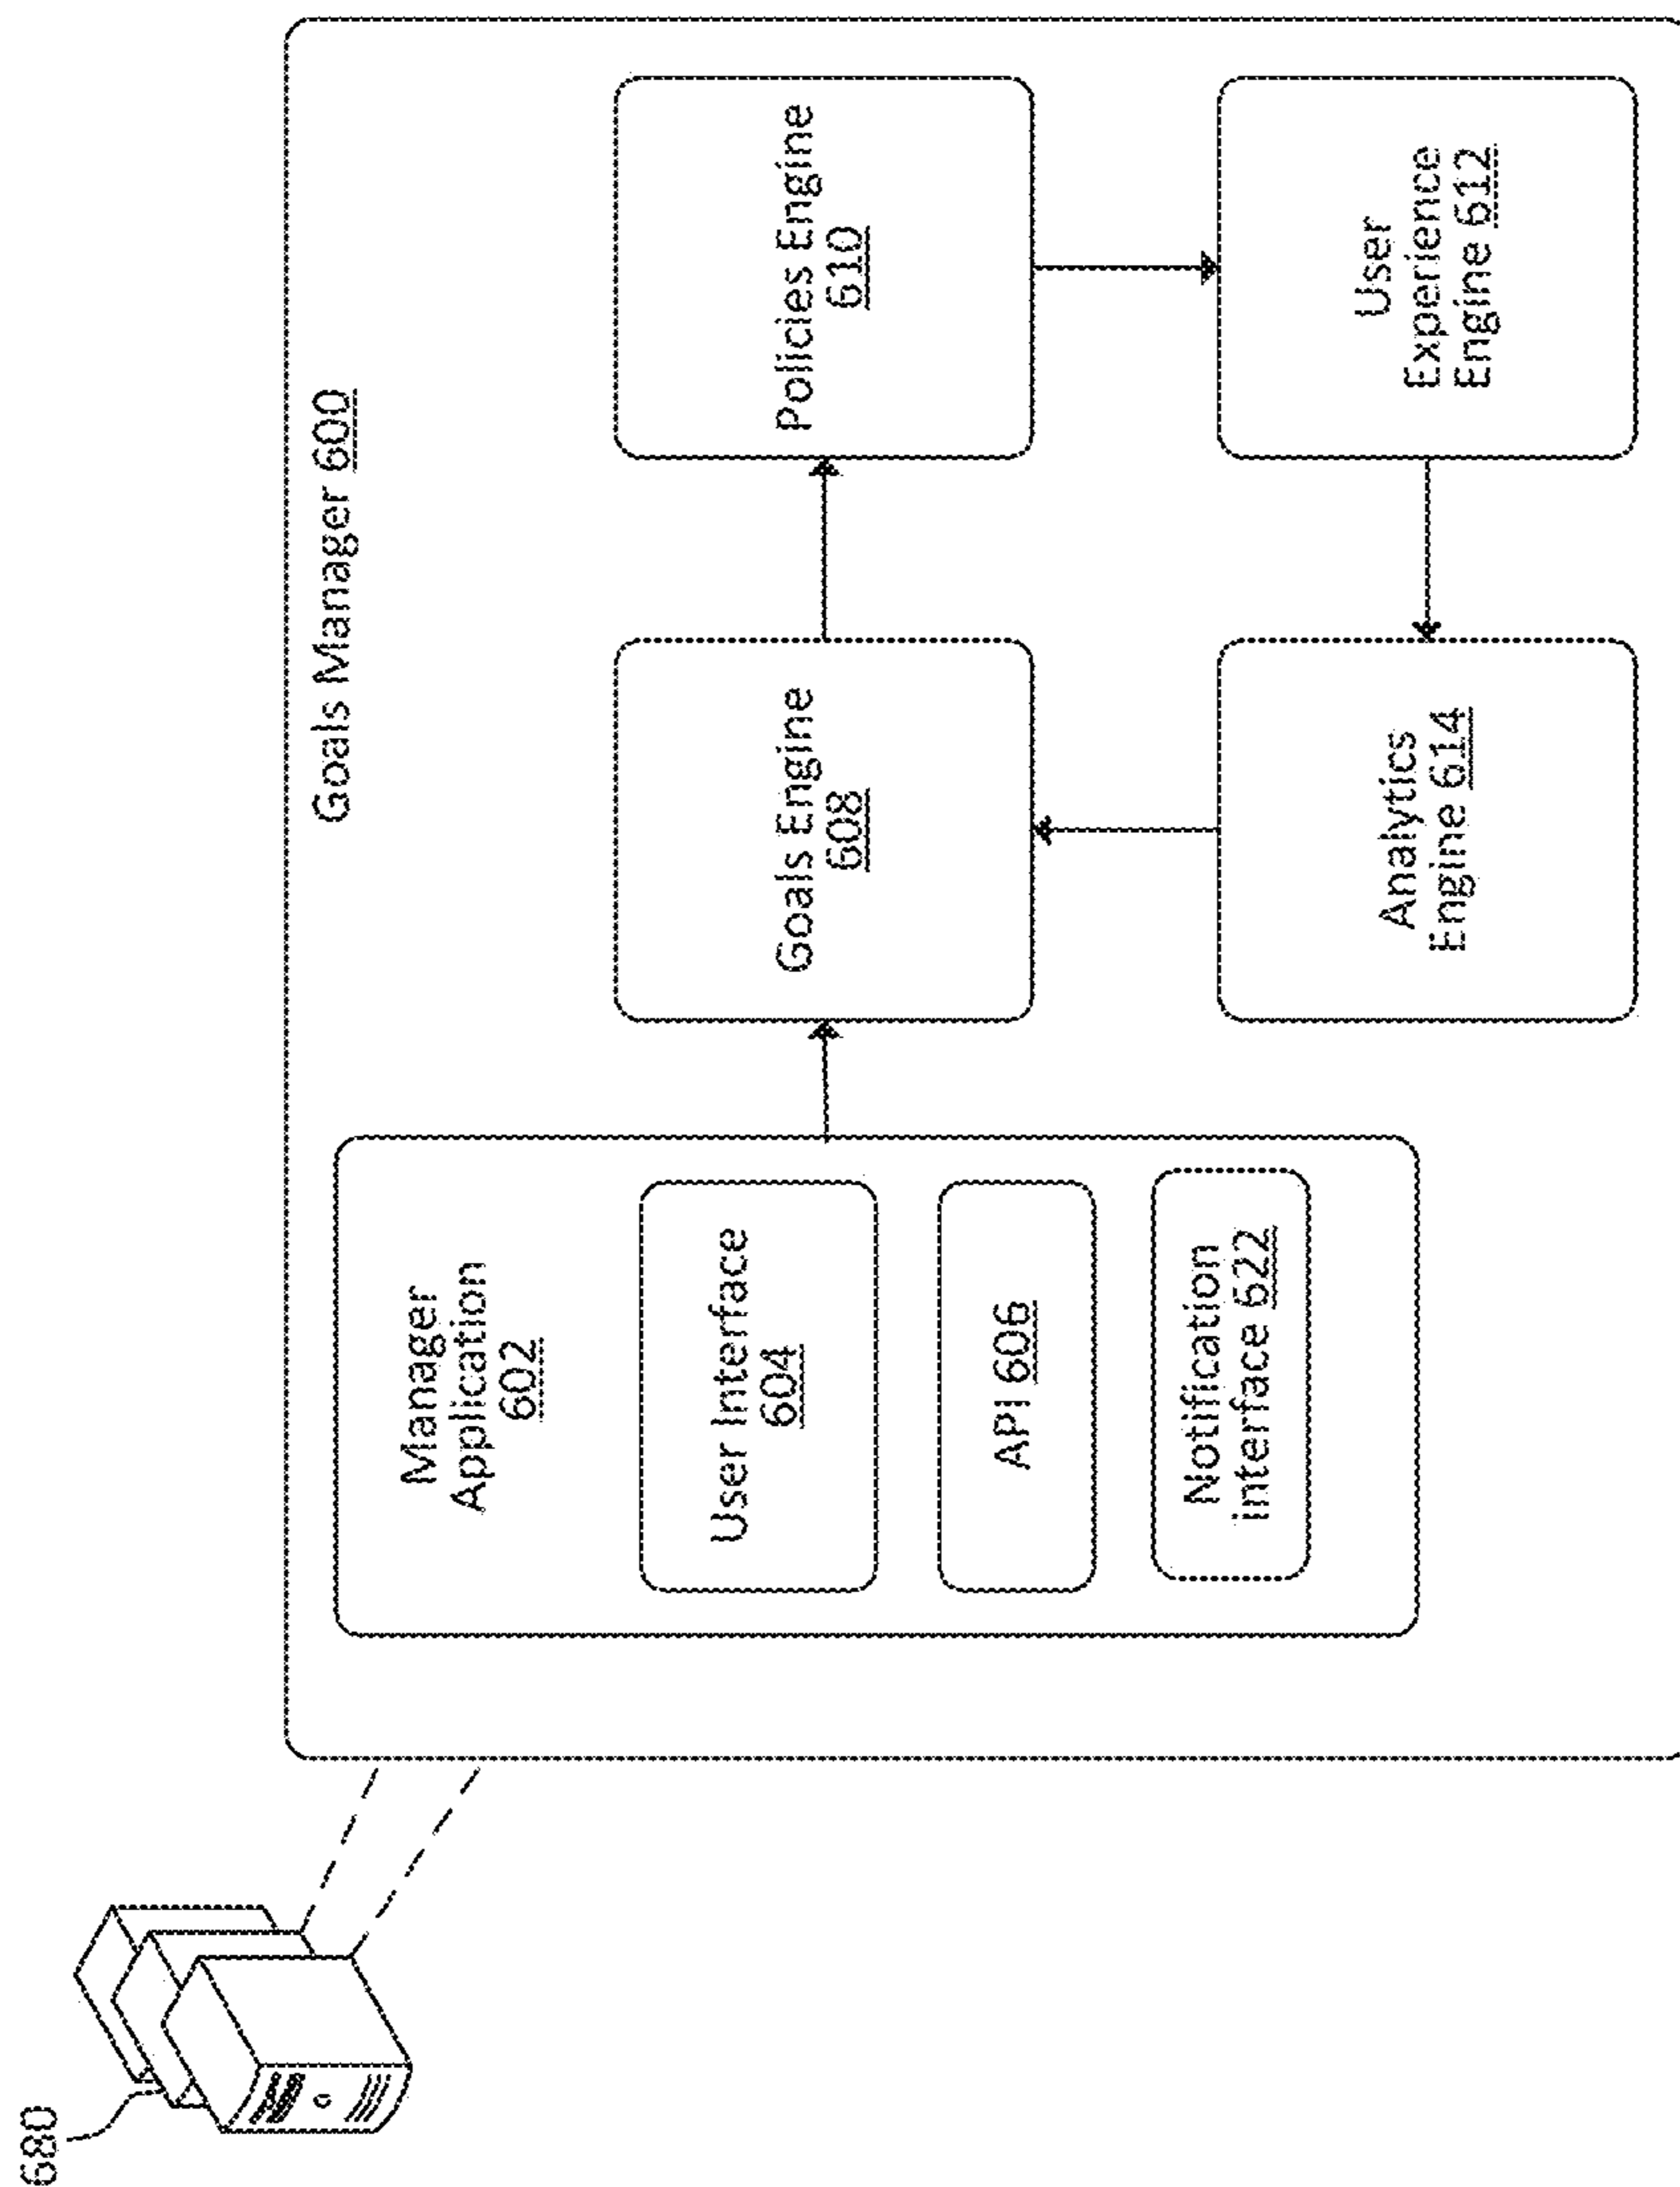 680
Goals Manager 600
Manager
Application
602
User Interface
604
API 606
Notification
interface 622
Goals Engine
608
Policies Engine
610
Analytics
Engine 614
User
Experience
Engine 612